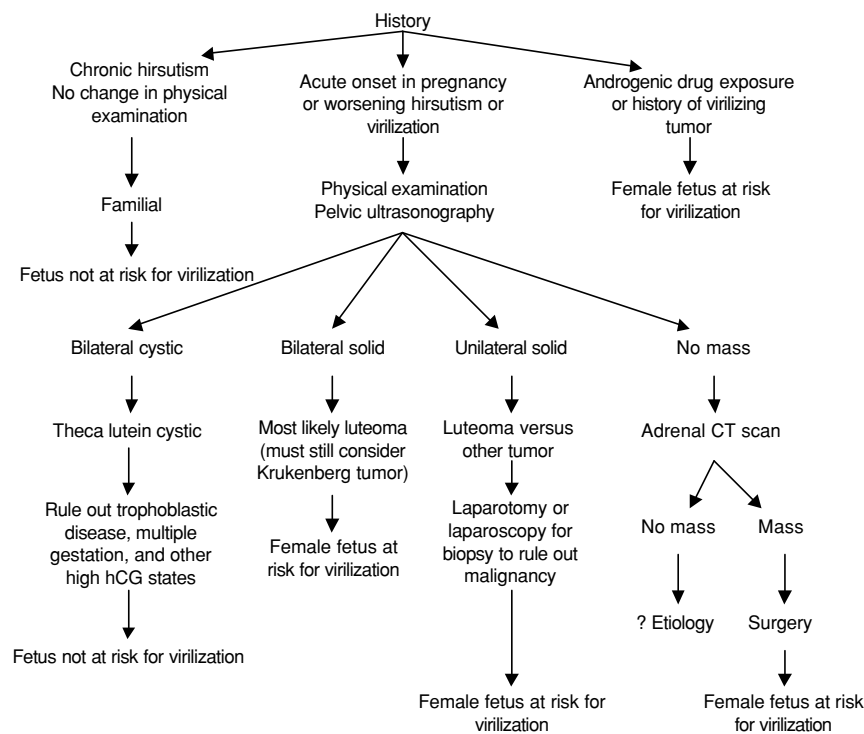 History
Chronic hirsutism
No change in physical
examination
Acute onset in pregnancy
or worsening hirsutism or
virilization
Androgenic drug exposure
or history of virilizing
tumor
Familial
Physical examination
Pelvic ultrasonography
Female fetus at risk
for virilization
Fetus not at risk for virilization
Bilateral cystic
Bilateral solid
Unilateral solid
No mass
Theca lutein cystic
Most likely luteoma
(must still consider
Krukenberg tumor)
Luteoma versus
other tumor
Adrenal CT scan
Rule out trophoblastic
disease, multiple
gestation, and other
high hCG states
Female fetus at
risk for virilization
Laparotomy or
laparoscopy for
biopsy to rule out
malignancy
No mass
Mass
? Etiology
Surgery
Fetus not at risk for virilization
Female fetus at risk for
virilization
Female fetus at risk
for virilization